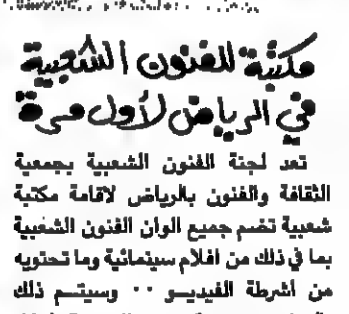 مكتبة للفنون الشعبية
في الرياض لأول مرة
تعد لجنة الفنون الشعبية بجمعية
الثقافة والفنون بالرياض لاقامة مكتبة
شعبية تضم جميع الوان الفنون الشعبية
بما في ذلك من افلام سينمائية وما تحتويه
من اشرطة الفيديو ·· وسيتم ذلك